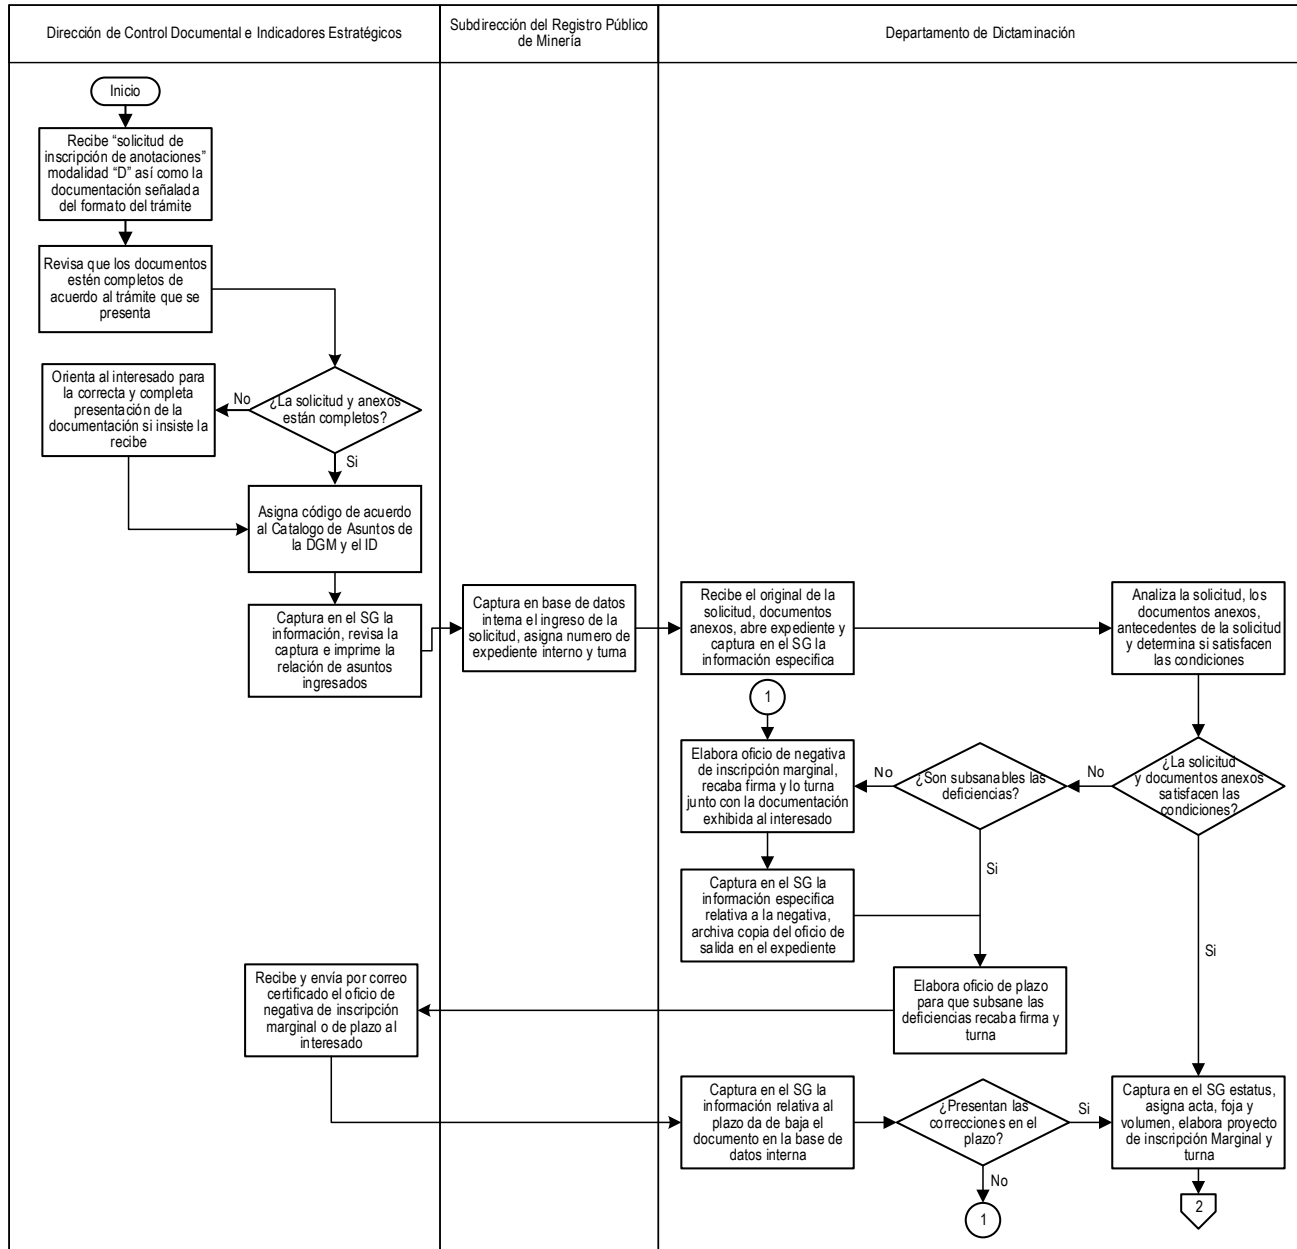 Dirección de Control Documental e Indicadores Estratégicos
Subdirección del Registro Público
de Minería
Departamento de Dictaminación
Inicio
Recibe “solicitud de
inscripción de anotaciones”
modalidad “D” así como la
documentación señalada
del formato del trámite
Revisa que los documentos
estén completos de
acuerdo al trámite que se
presenta
¿La solicitud y anexos
están completos?
No
Si
Orienta al interesado para
la correcta y completa
presentación de la
documentación si insiste la
recibe
Asigna código de acuerdo
al Catalogo de Asuntos de
la DGM y el ID
Captura en el SG la
información, revisa la
captura e imprime la
relación de asuntos
ingresados
Captura en base de datos
interna el ingreso de la
solicitud, asigna numero de
expediente interno y turna
Recibe el original de la
solicitud, documentos
anexos, abre expediente y
captura en el SG la
información especifica
Analiza la solicitud, los
documentos anexos,
antecedentes de la solicitud
y determina si satisfacen
las condiciones
1
¿La solicitud
y documentos anexos
satisfacen las
condiciones?
No
Si
¿Son subsanables las
deficiencias?
No
Si
Elabora oficio de negativa
de inscripción marginal,
recaba firma y lo turna
junto con la documentación
exhibida al interesado
Captura en el SG la
información especifica
relativa a la negativa,
archiva copia del oficio de
salida en el expediente
Elabora oficio de plazo
para que subsane las
deficiencias recaba firma y
turna
Recibe y envía por correo
certificado el oficio de
negativa de inscripción
marginal o de plazo al
interesado
Captura en el SG la
información relativa al
plazo da de baja el
documento en la base de
datos interna
¿Presentan las
correcciones en el
plazo?
Si
No
Captura en el SG estatus,
asigna acta, foja y
volumen, elabora proyecto
de inscripción Marginal y
turna
1
2